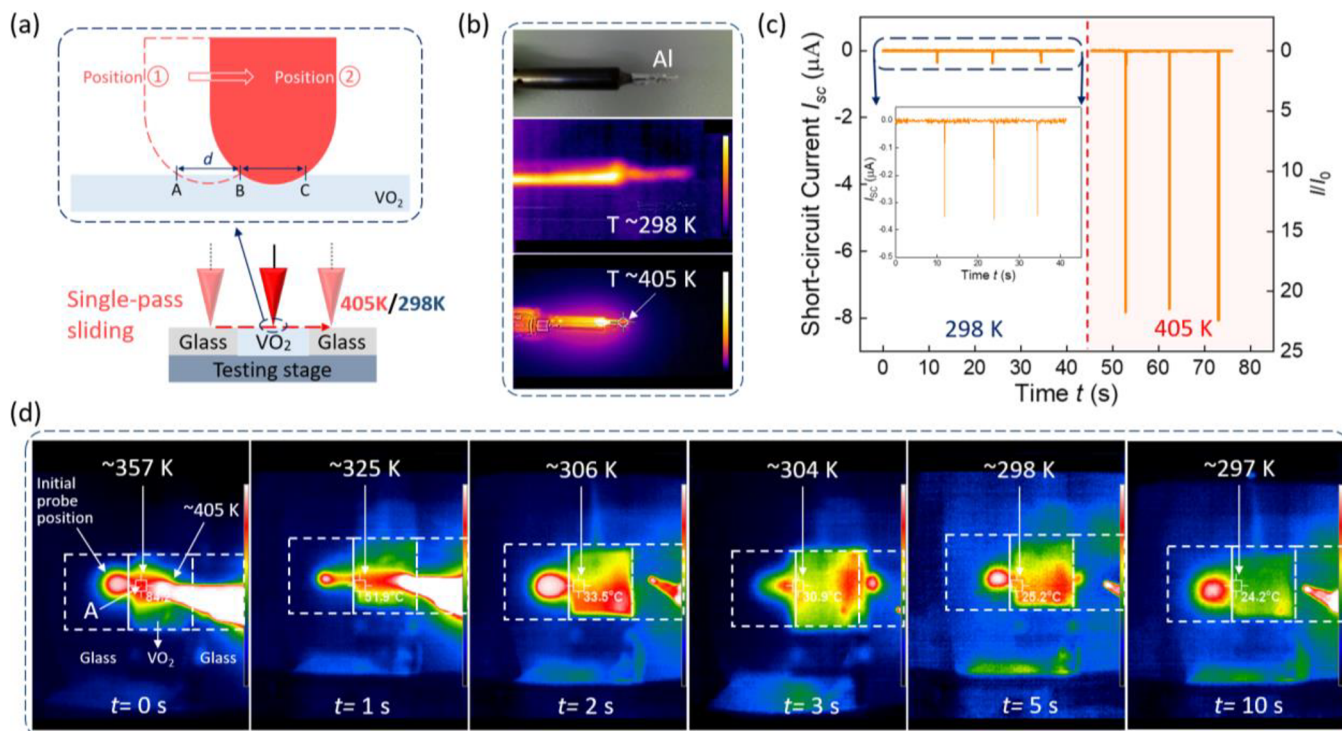 (a)
Position ①
Position ②
d
A
B
C
VO₂
Single-pass
sliding
405K/298K
Glass
VO₂
Glass
Testing stage
(b)
Al
T ~298 K
T ~405 K
(c)
Short-circuit Current I_sc (μA)
0
-2
-4
-6
-8
I_SC (μA)
0.0
-0.1
-0.2
-0.3
-0.4
-0.5
0
10
20
30
40
Time t (s)
298 K
405 K
0
5
10
15
20
25
I/I₀
0
10
20
30
40
50
60
70
80
Time t (s)
(d)
~357 K
Initial
probe
position
~405 K
A
Glass
VO₂
Glass
t= 0 s
~325 K
51.9°C
t= 1 s
~306 K
33.5°C
t= 2 s
~304 K
30.9°C
t= 3 s
~298 K
25.2°C
t= 5 s
~297 K
24.2°C
t= 10 s